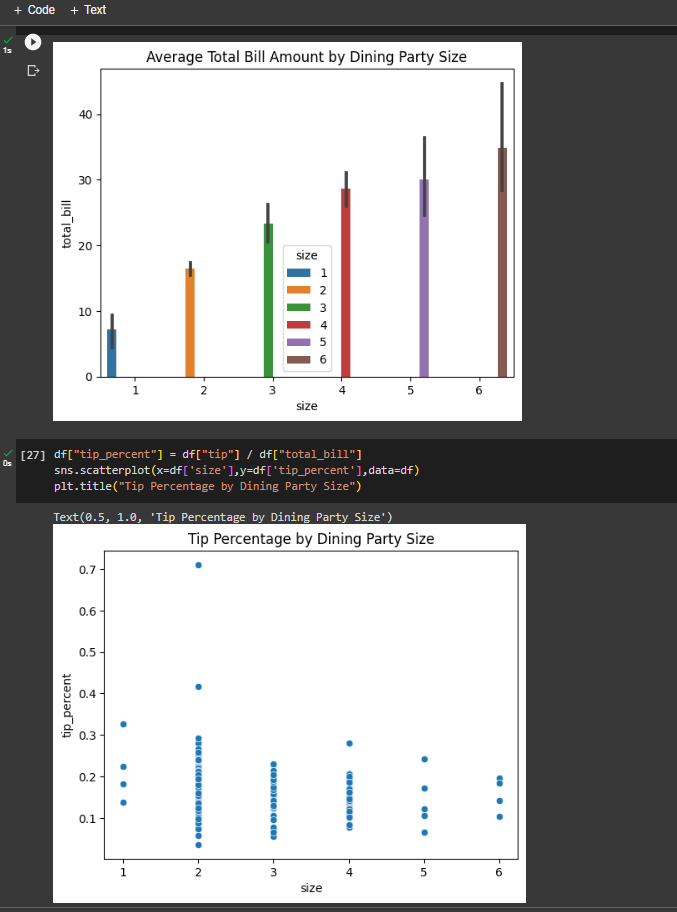 + Code + Text
1s
Average Total Bill Amount by Dining Party Size
40
30
20
10
0
total_bill
size
1
2
3
4
5
6
1 2 3 4 5 6
size
0s
[27] df["tip_percent"] = df["tip"] / df["total_bill"]
sns.scatterplot(x=df['size'],y=df['tip_percent'],data=df)
plt.title("Tip Percentage by Dining Party Size")
Text(0.5, 1.0, 'Tip Percentage by Dining Party Size')
Tip Percentage by Dining Party Size
0.7
0.6
0.5
0.4
0.3
0.2
0.1
tip_percent
1 2 3 4 5 6
size